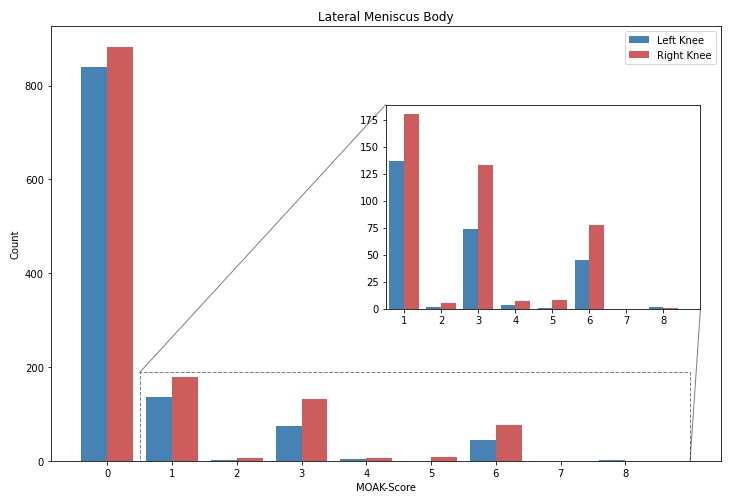 Lateral Meniscus Body
Left Knee
Right Knee
800
600
400
200
0
Count
175
150
125
100
75
50
25
0
1 2 3 4 5 6 7 8
0 1 2 3 4 5 6 7 8
MOAK-Score